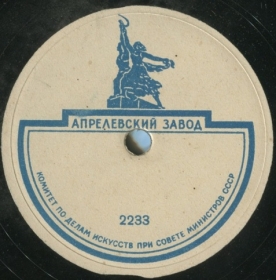 АПРЕЛЕВСКИЙ ЗАВОД
2233
КОМИТЕТ ПО ДЕЛАМ ИСКУССТВ ПРИ СОВЕТЕ МИНИСТРОВ СССР